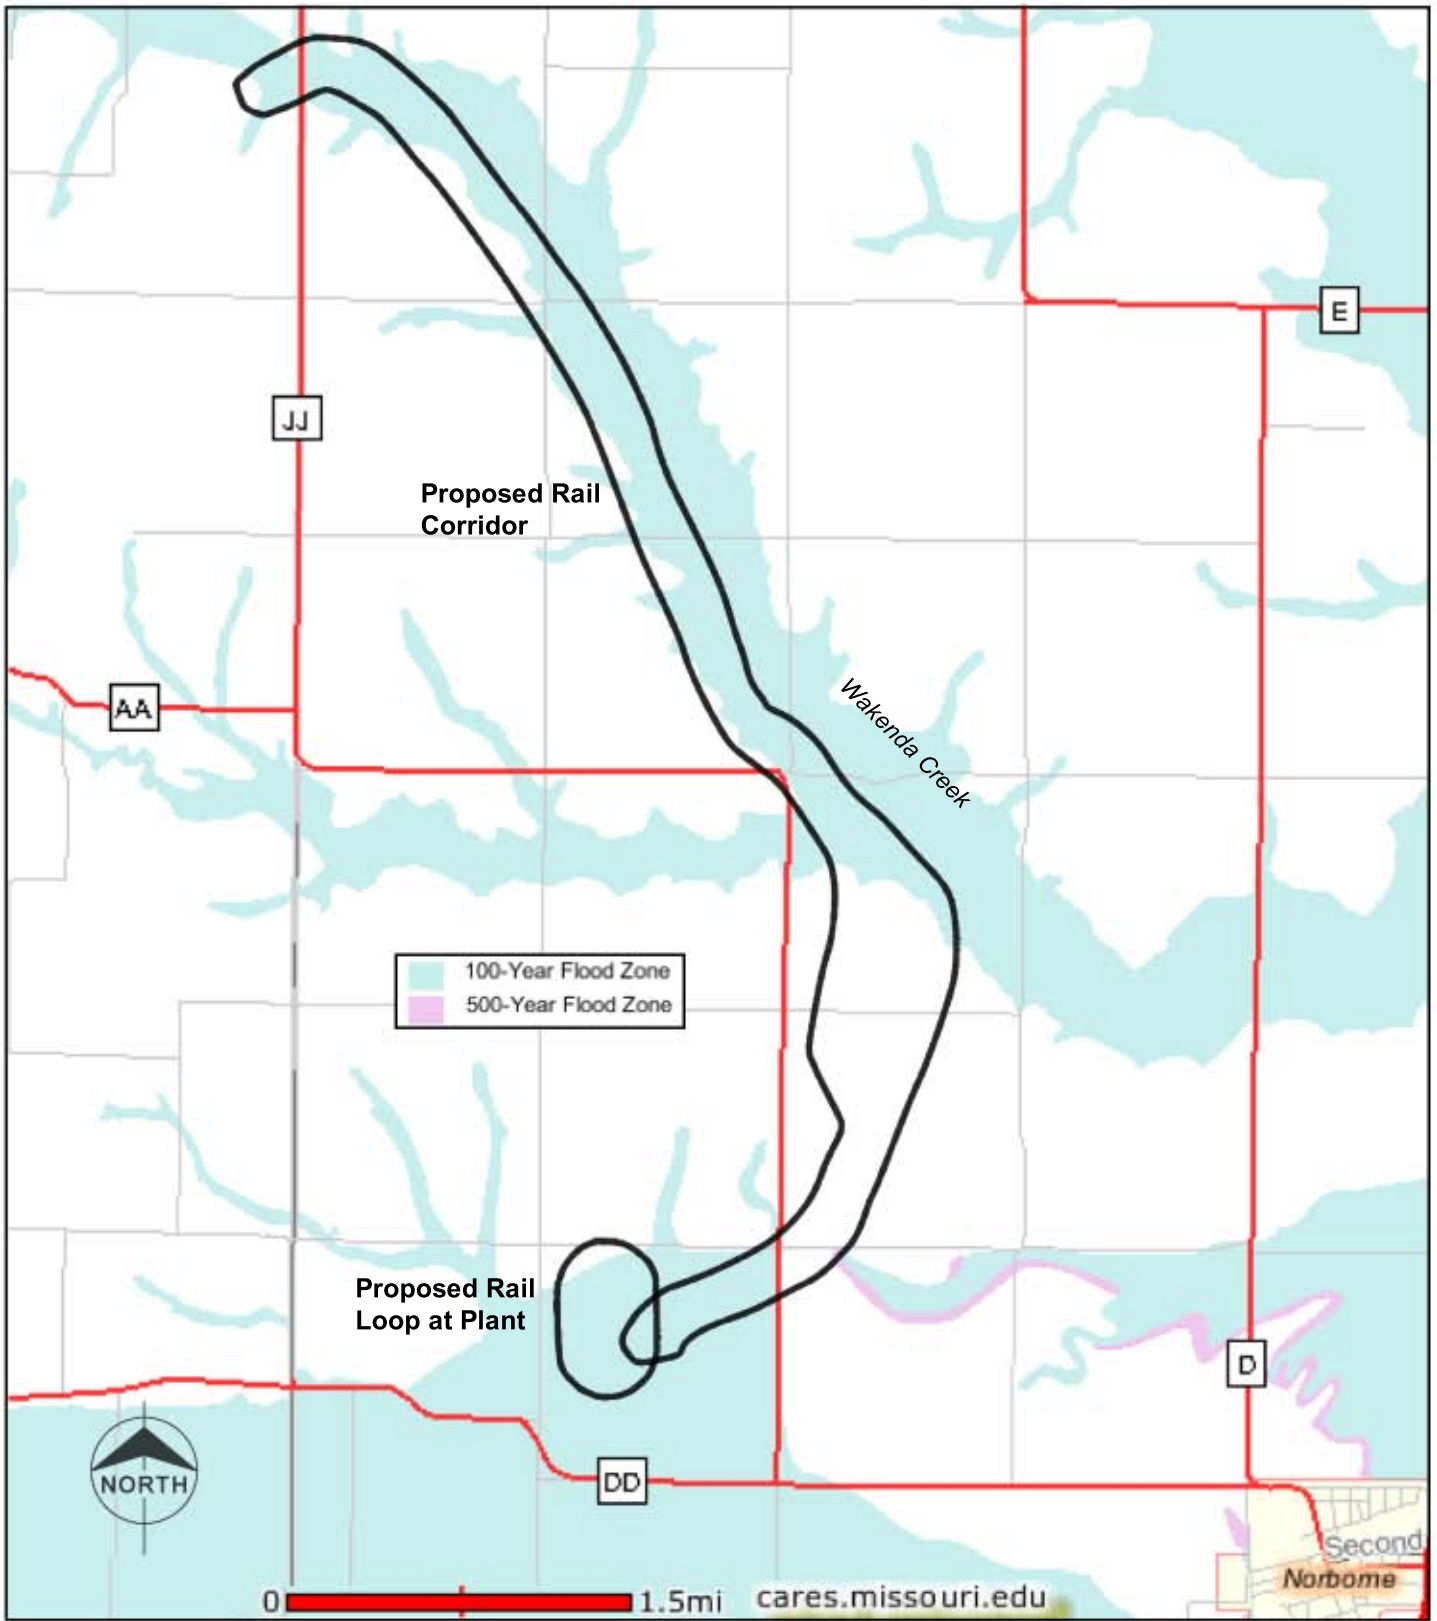 E
JJ
Proposed Rail
Corridor
AA
Wakenda Creek
100-Year Flood Zone
500-Year Flood Zone
Proposed Rail
Loop at Plant
D
NORTH
DD
Second
Norborne
0
1.5mi
cares.missouri.edu